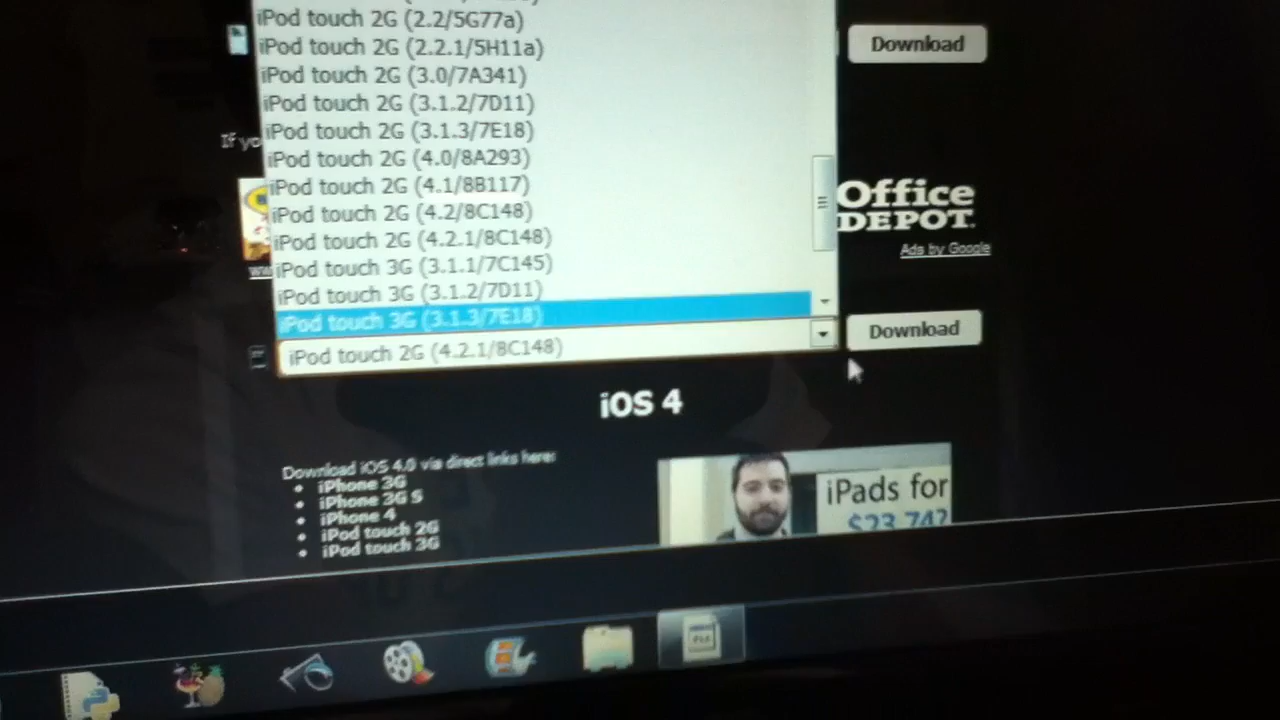 iPod touch 2G (2.2/5G77a)
iPod touch 2G (2.2.1/5H11a)
Download
iPod touch 2G (3.0/7A341)
iPod touch 2G (3.1.2/7D11)
iPod touch 2G (3.1.3/7E18)
If yo
iPod touch 2G (4.0/8A293)
iPod touch 2G (4.1/8B117)
iPod touch 2G (4.2/8C148)
iPod touch 2G (4.2.1/8C148)
Office
DEPOT.
Ads by Google
iPod touch 3G (3.1.1/7C145)
iPod touch 3G (3.1.2/7D11)
iPod touch 3G (3.1.3/7E18)
iPod touch 2G (4.2.1/8C148)
Download
iOS 4
Download iOS 4.0 via direct links here:
iPhone 3G
iPhone 3G S
iPhone 4
iPod touch 2G
iPod touch 3G
iPads for
$23.74?